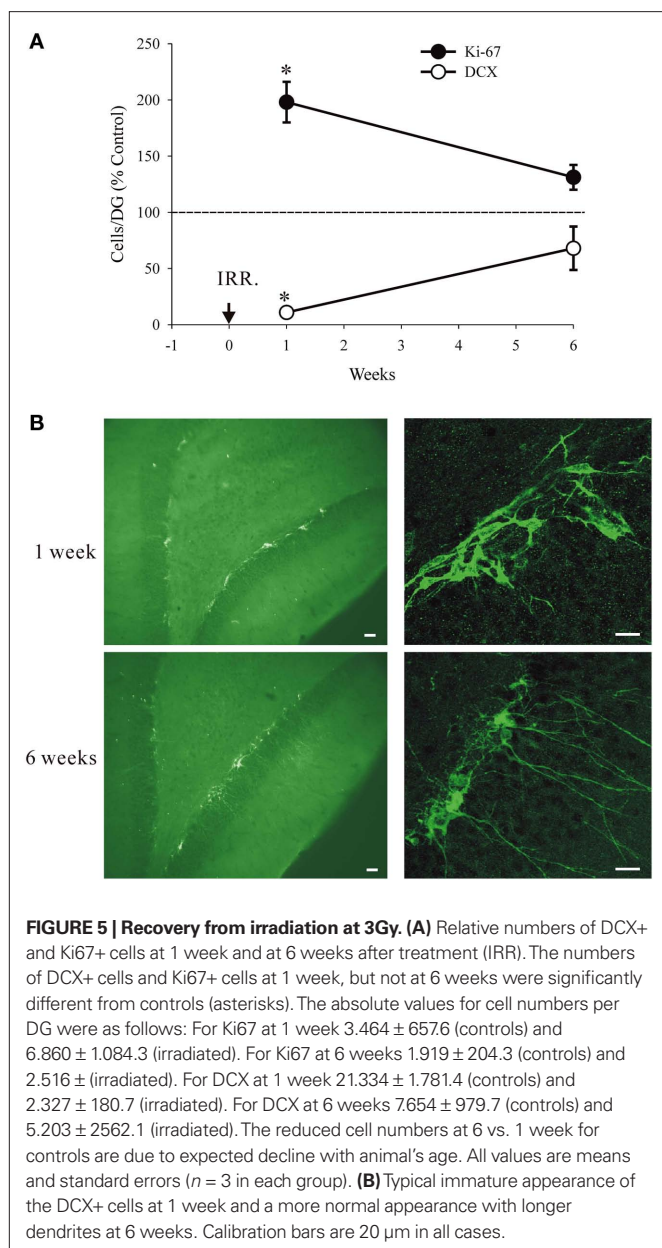 A
250
200
150
100
50
0
Cells/DG (% Control)
Ki-67
DCX
*
*
IRR.
-1 0 1 2 3 4 5 6
Weeks
B
1 week
6 weeks
FIGURE 5 | Recovery from irradiation at 3Gy. (A) Relative numbers of DCX+
and Ki67+ cells at 1 week and at 6 weeks after treatment (IRR). The numbers
of DCX+ cells and Ki67+ cells at 1 week, but not at 6 weeks were significantly
different from controls (asterisks). The absolute values for cell numbers per
DG were as follows: For Ki67 at 1 week 3.464 ± 657.6 (controls) and
6.860 ± 1.084.3 (irradiated). For Ki67 at 6 weeks 1.919 ± 204.3 (controls) and
2.516 ± (irradiated). For DCX at 1 week 21.334 ± 1.781.4 (controls) and
2.327 ± 180.7 (irradiated). For DCX at 6 weeks 7.654 ± 979.7 (controls) and
5.203 ± 2562.1 (irradiated). The reduced cell numbers at 6 vs. 1 week for
controls are due to expected decline with animal's age. All values are means
and standard errors (n = 3 in each group). (B) Typical immature appearance of
the DCX+ cells at 1 week and a more normal appearance with longer
dendrites at 6 weeks. Calibration bars are 20 µm in all cases.